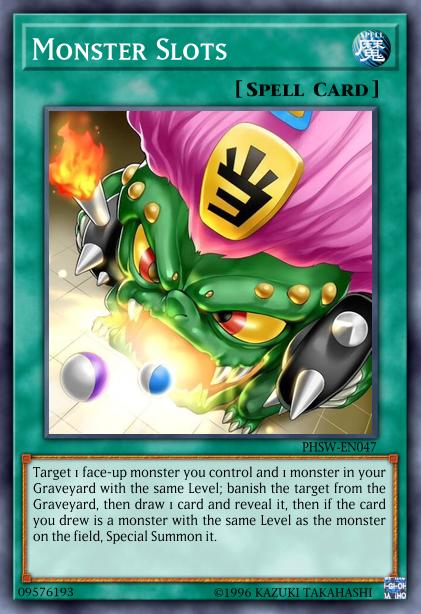 Monster Slots
SPELL
魔
[ Spell Card ]
当
PHSW-EN047
Target 1 face-up monster you control and 1 monster in your
Graveyard with the same Level; banish the target from the
Graveyard, then draw 1 card and reveal it, then if the card
you drew is a monster with the same Level as the monster
on the field, Special Summon it.
09576193
©1996 KAZUKI TAKAHASHI